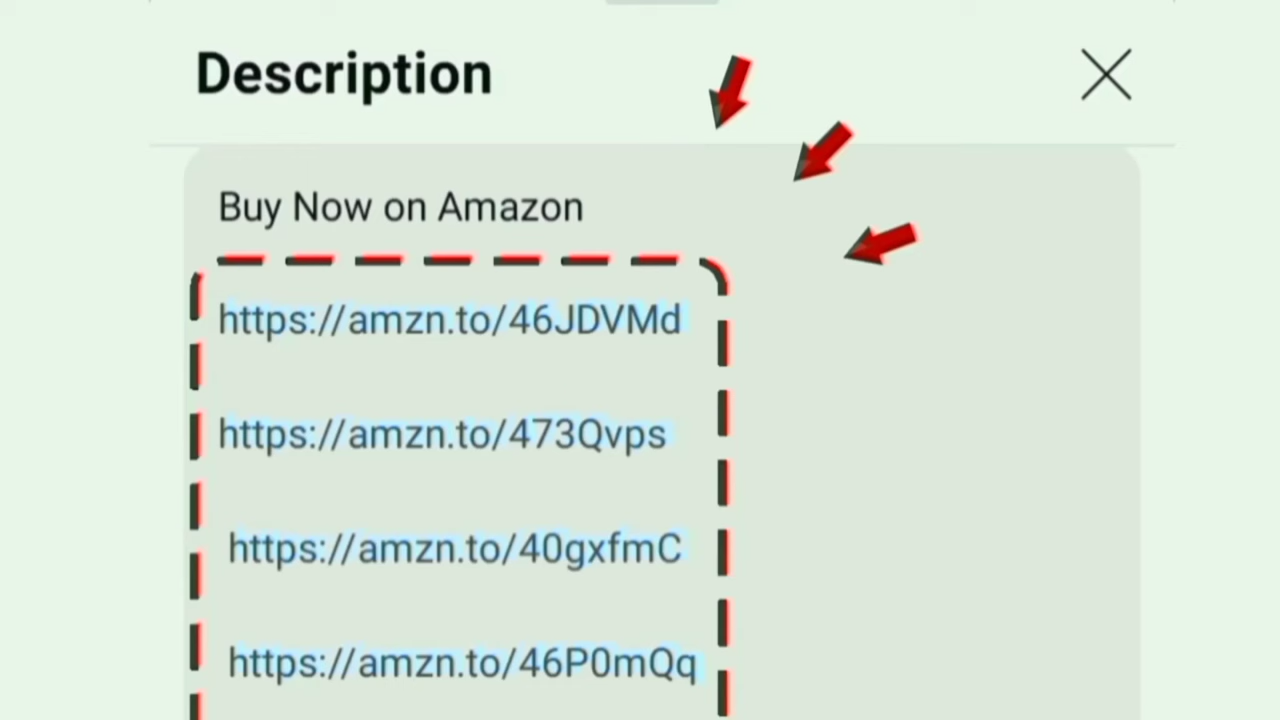 Description
Buy Now on Amazon
https://amzn.to/46JDVMd
https://amzn.to/473Qvps
https://amzn.to/40gxfmC
https://amzn.to/46P0mQq